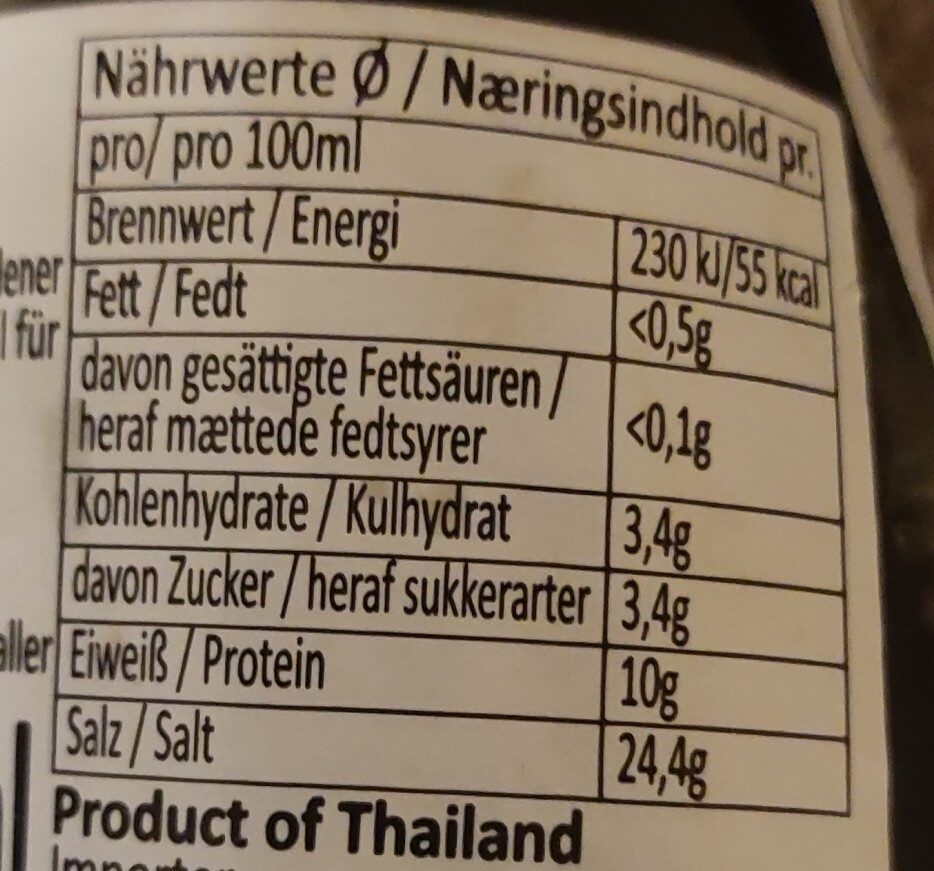 Nährwerte Ø / Næringsindhold pr.
pro/ pro 100ml
Brennwert / Energi 230 kJ/55 kcal
Fett / Fedt <0,5g
davon gesättigte Fettsäuren /
heraf mættede fedtsyrer <0,1g
Kohlenhydrate / Kulhydrat 3,4g
davon Zucker / heraf sukkerarter 3,4g
Eiweiß / Protein 10g
Salz / Salt 24,4g
Product of Thailand
für